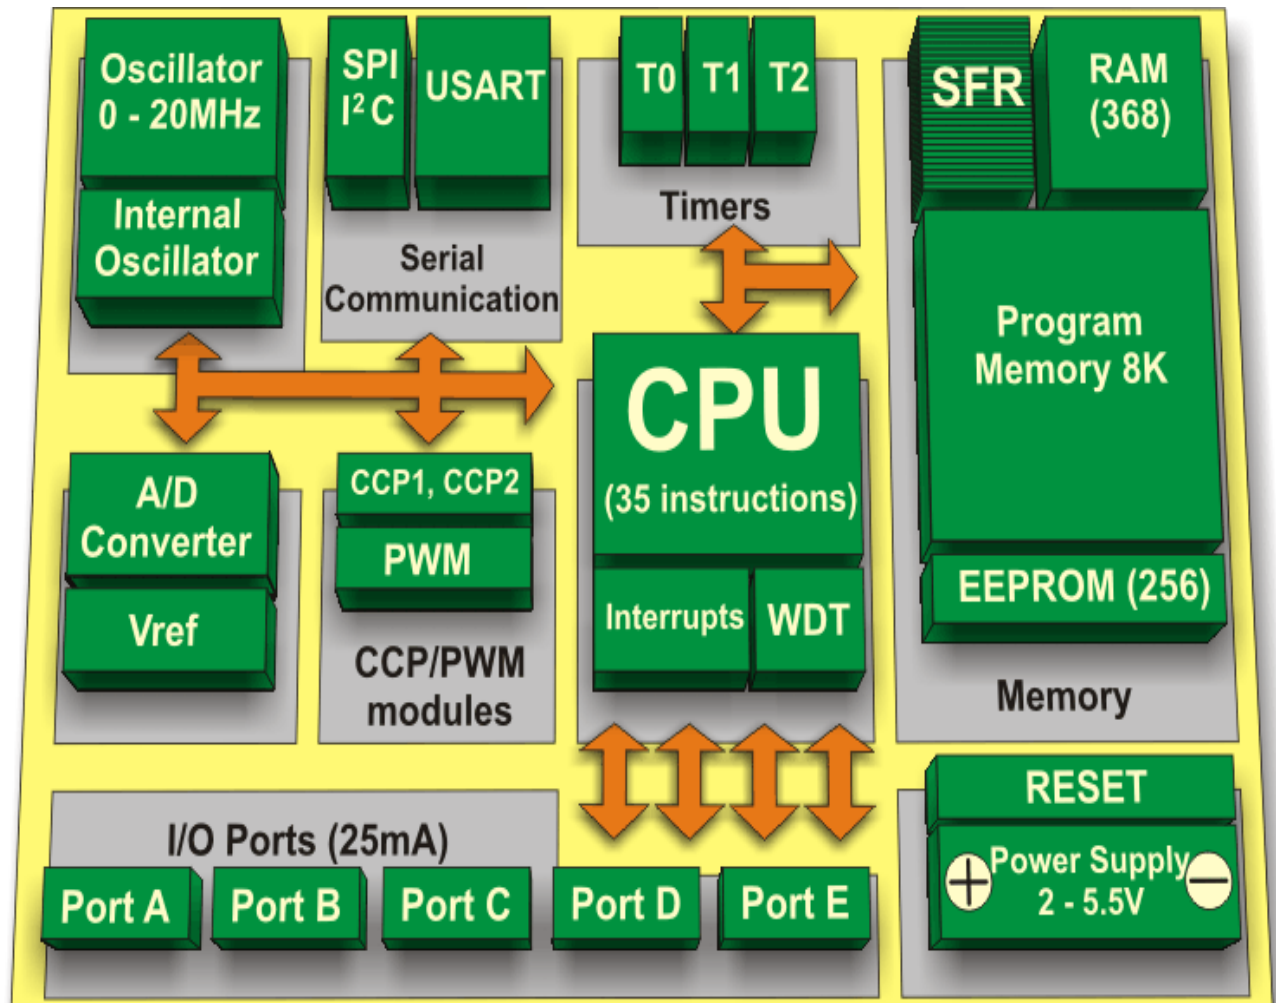 Oscillator
0 - 20MHz
Internal
Oscillator
SPI
I²C
USART
Serial
Communication
T0
T1
T2
Timers
SFR
RAM
(368)
Program
Memory 8K
EEPROM (256)
Memory
CPU
(35 instructions)
Interrupts
WDT
A/D
Converter
Vref
CCP1, CCP2
PWM
CCP/PWM
modules
I/O Ports (25mA)
Port A
Port B
Port C
Port D
Port E
RESET
Power Supply
2 - 5.5V
+
−